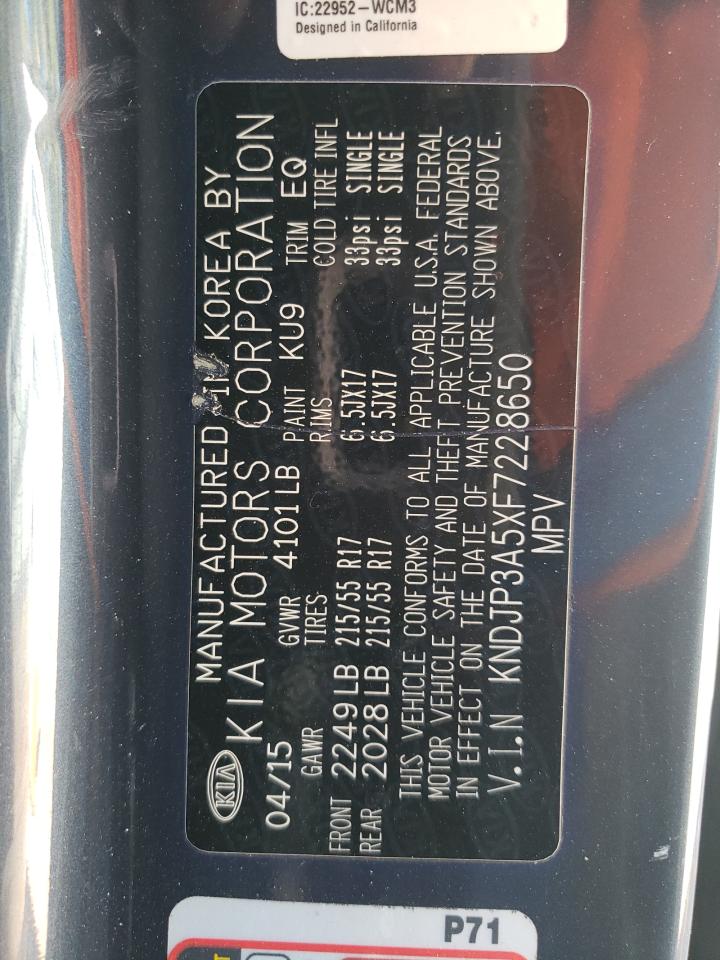 IC:22952-WCM3
Designed in California
MANUFACTURED IN KOREA BY
KIA KIA MOTORS CORPORATION
04/15 GVWR 4101LB PAINT KU9 TRIM EQ
GAWR TIRES RIMS COLD TIRE INFL
FRONT 2249LB 215/55 R17 6.5JX17 33psi SINGLE
REAR 2028LB 215/55 R17 6.5JX17 33psi SINGLE
THIS VEHICLE CONFORMS TO ALL APPLICABLE U.S.A. FEDERAL
MOTOR VEHICLE SAFETY AND THEFT PREVENTION STANDARDS
IN EFFECT ON THE DATE OF MANUFACTURE SHOWN ABOVE.
V.I.N KNDJP3A5XF7228650
MPV
P71